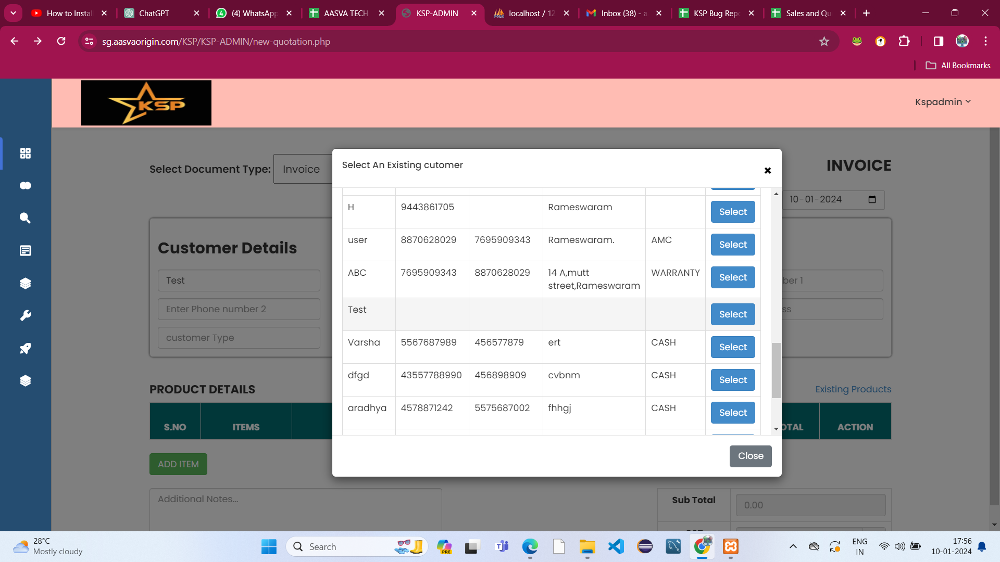 How to Instal
ChatGPT
(4) WhatsApp
AASVA TECH
KSP-ADMIN
localhost / 12
Inbox (38) - a
KSP Bug Rep
Sales and Qu
sg.aasvaorigin.com/KSP/KSP-ADMIN/new-quotation.php
All Bookmarks
KSP
Kspadmin
Select Document Type: Invoice
INVOICE
10-01-2024
Customer Details
Test
Enter Phone number 2
customer Type
ber 1
ss
Select An Existing cutomer
H 9443861705 Rameswaram Select
user 8870628029 7695909343 Rameswaram. AMC Select
ABC 7695909343 8870628029 14 A,mutt WARRANTY Select
street,Rameswaram
Test Select
Varsha 5567687989 456577879 ert CASH Select
dfgd 43557788990 456898909 cvbnm CASH Select
aradhya 4578871242 5575687002 fhhgj CASH Select
Close
PRODUCT DETAILS
Existing Products
S.NO ITEMS OTAL ACTION
ADD ITEM
Additional Notes...
Sub Total 0.00
28°C
Mostly cloudy
Search
PRE
ENG
IN
17:56
10-01-2024